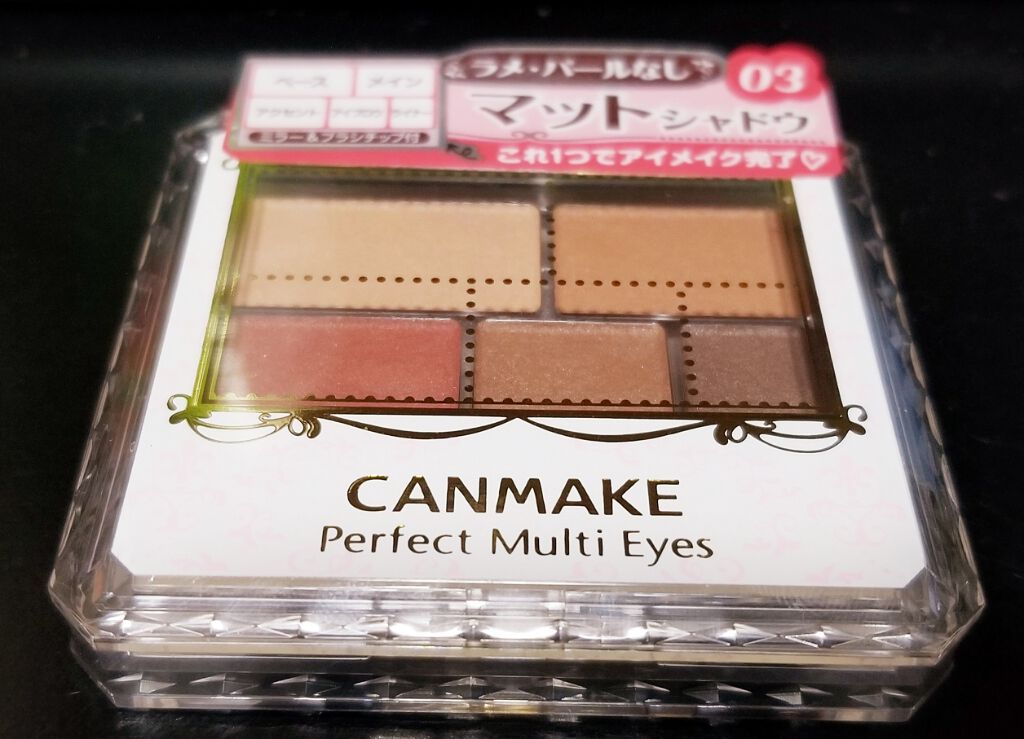 ベース メイン
アクセント アイブロウ ライナー
ミラー&ブラシチップ付
ラメ・パールなし
マットシャドウ
これ1つでアイメイク完了♡
03
CANMAKE
Perfect Multi Eyes